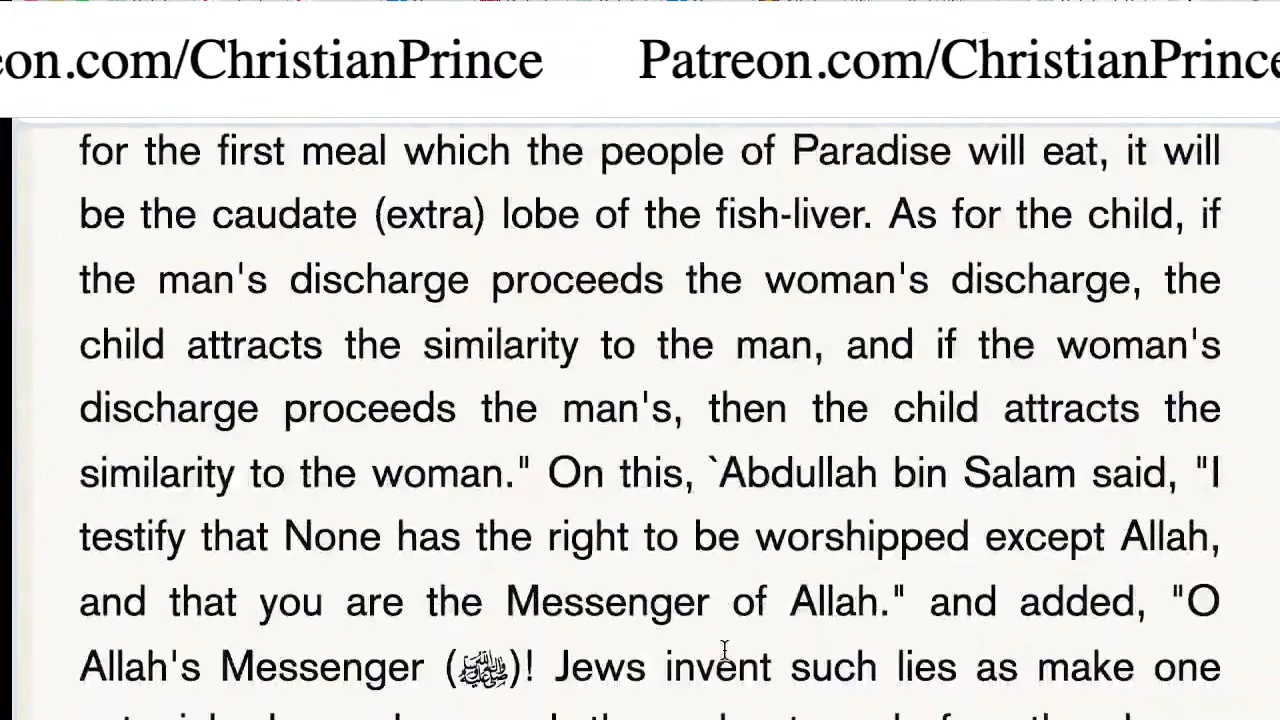 eon.com/ChristianPrince Patreon.com/ChristianPrince
for the first meal which the people of Paradise will eat, it will
be the caudate (extra) lobe of the fish-liver. As for the child, if
the man's discharge proceeds the woman's discharge, the
child attracts the similarity to the man, and if the woman's
discharge proceeds the man's, then the child attracts the
similarity to the woman." On this, `Abdullah bin Salam said, "I
testify that None has the right to be worshipped except Allah,
and that you are the Messenger of Allah." and added, "O
Allah's Messenger (ﷺ)! Jews invent such lies as make one